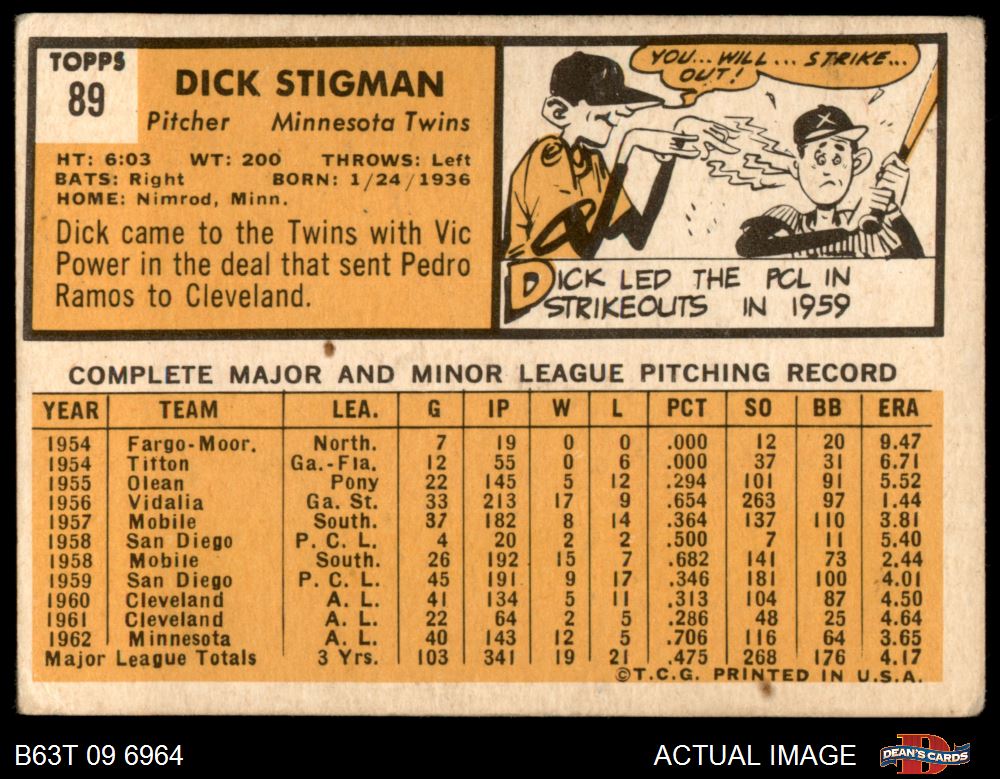 TOPPS
89
DICK STIGMAN
Pitcher Minnesota Twins
HT: 6:03 WT: 200 THROWS: Left
BATS: Right BORN: 1/24/1936
HOME: Nimrod, Minn.
Dick came to the Twins with Vic
Power in the deal that sent Pedro
Ramos to Cleveland.
YOU... WILL... STRIKE...
OUT!
DICK LED THE PCL IN
STRIKEOUTS IN 1959
COMPLETE MAJOR AND MINOR LEAGUE PITCHING RECORD
YEAR TEAM LEA. G IP W L PCT SO BB ERA
1954 Fargo-Moor. North. 7 19 0 0 .000 12 20 9.47
1954 Tifton Ga.-Fla. 12 55 0 6 .000 37 31 6.71
1955 Olean Pony 22 145 5 12 .294 101 91 5.52
1956 Vidalia Ga. St. 33 213 17 9 .654 263 97 1.44
1957 Mobile South. 37 182 8 14 .364 137 110 3.81
1958 San Diego P. C. L. 4 20 2 2 .500 7 11 5.40
1958 Mobile South. 26 192 15 7 .682 141 73 2.44
1959 San Diego P. C. L. 45 191 9 17 .346 181 100 4.01
1960 Cleveland A. L. 41 134 5 11 .313 104 87 4.50
1961 Cleveland A. L. 22 64 2 5 .286 48 25 4.64
1962 Minnesota A. L. 40 143 12 5 .706 116 64 3.65
Major League Totals 3 Yrs. 103 341 19 21 .475 268 176 4.17
©T.C.G. PRINTED IN U.S.A.
B63T 09 6964 ACTUAL IMAGE DEAN'S CARDS